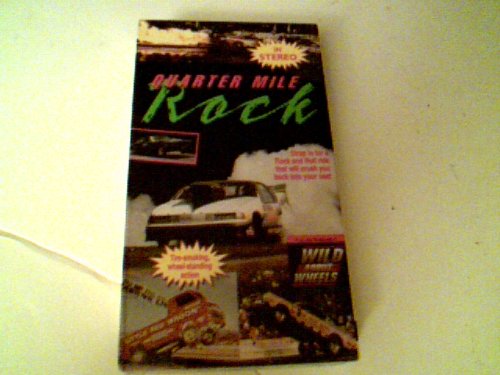 IN
STEREO
QUARTER MILE
Rock
Strap in for a
Rock and Roll ride
that will crush you
back into your seat
WILD
ABOUT
WHEELS
Tire-smoking,
wheel-standing
action